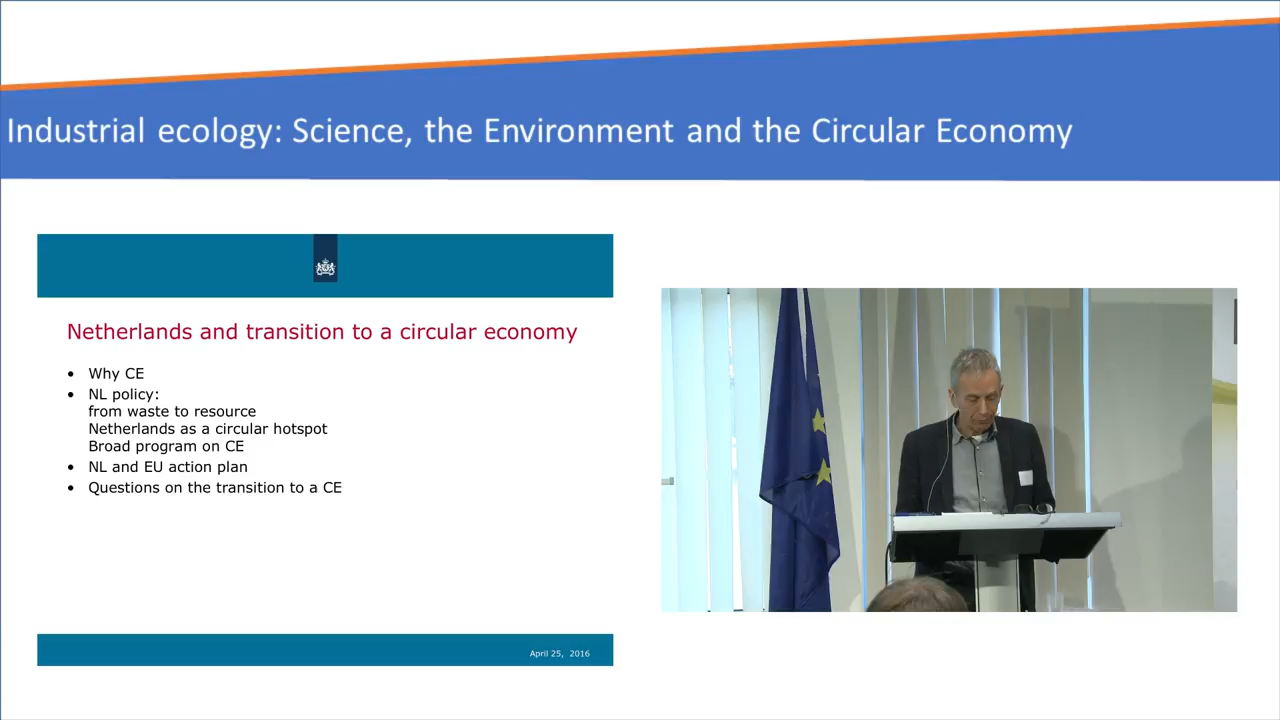 Industrial ecology: Science, the Environment and the Circular Economy
Netherlands and transition to a circular economy
• Why CE
• NL policy:
from waste to resource
Netherlands as a circular hotspot
Broad program on CE
• NL and EU action plan
• Questions on the transition to a CE
April 25, 2016